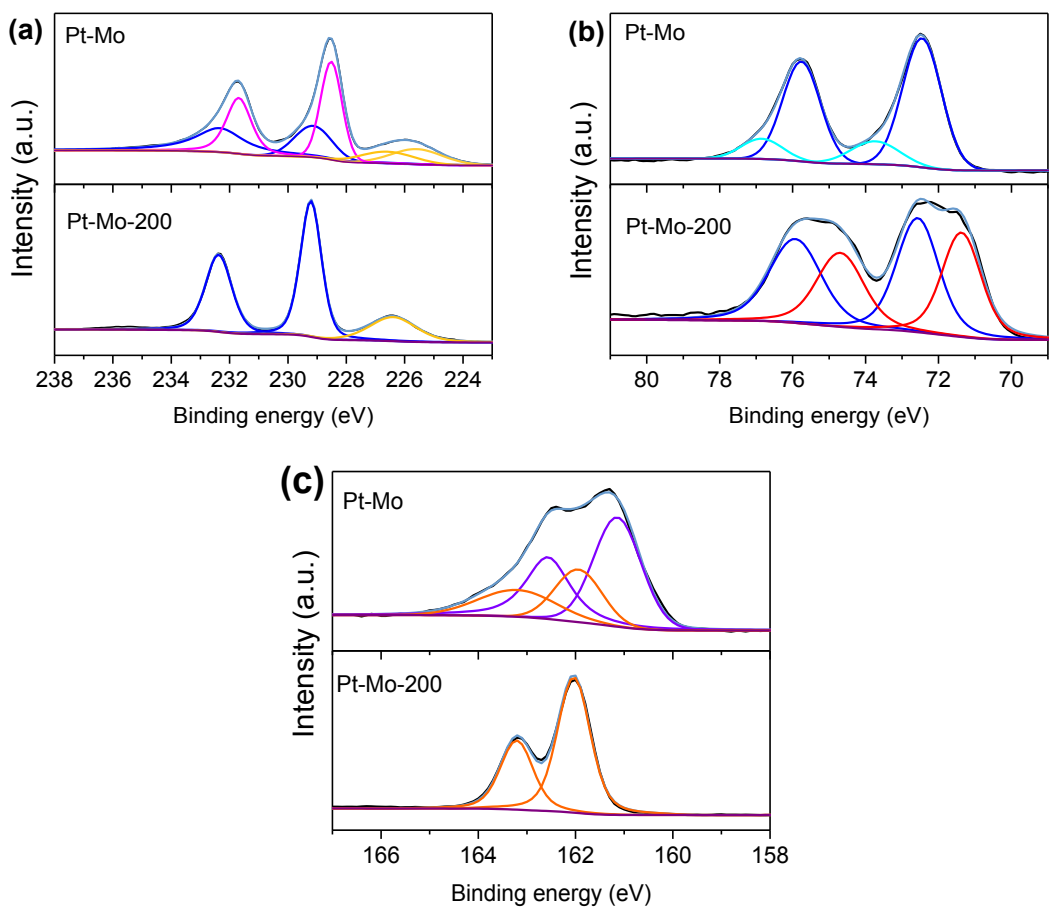 (a)
Pt-Mo
Pt-Mo-200
Intensity (a.u.)
238 236 234 232 230 228 226 224
Binding energy (eV)
(b)
Pt-Mo
Pt-Mo-200
Intensity (a.u.)
80 78 76 74 72 70
Binding energy (eV)
(c)
Pt-Mo
Pt-Mo-200
Intensity (a.u.)
166 164 162 160 158
Binding energy (eV)